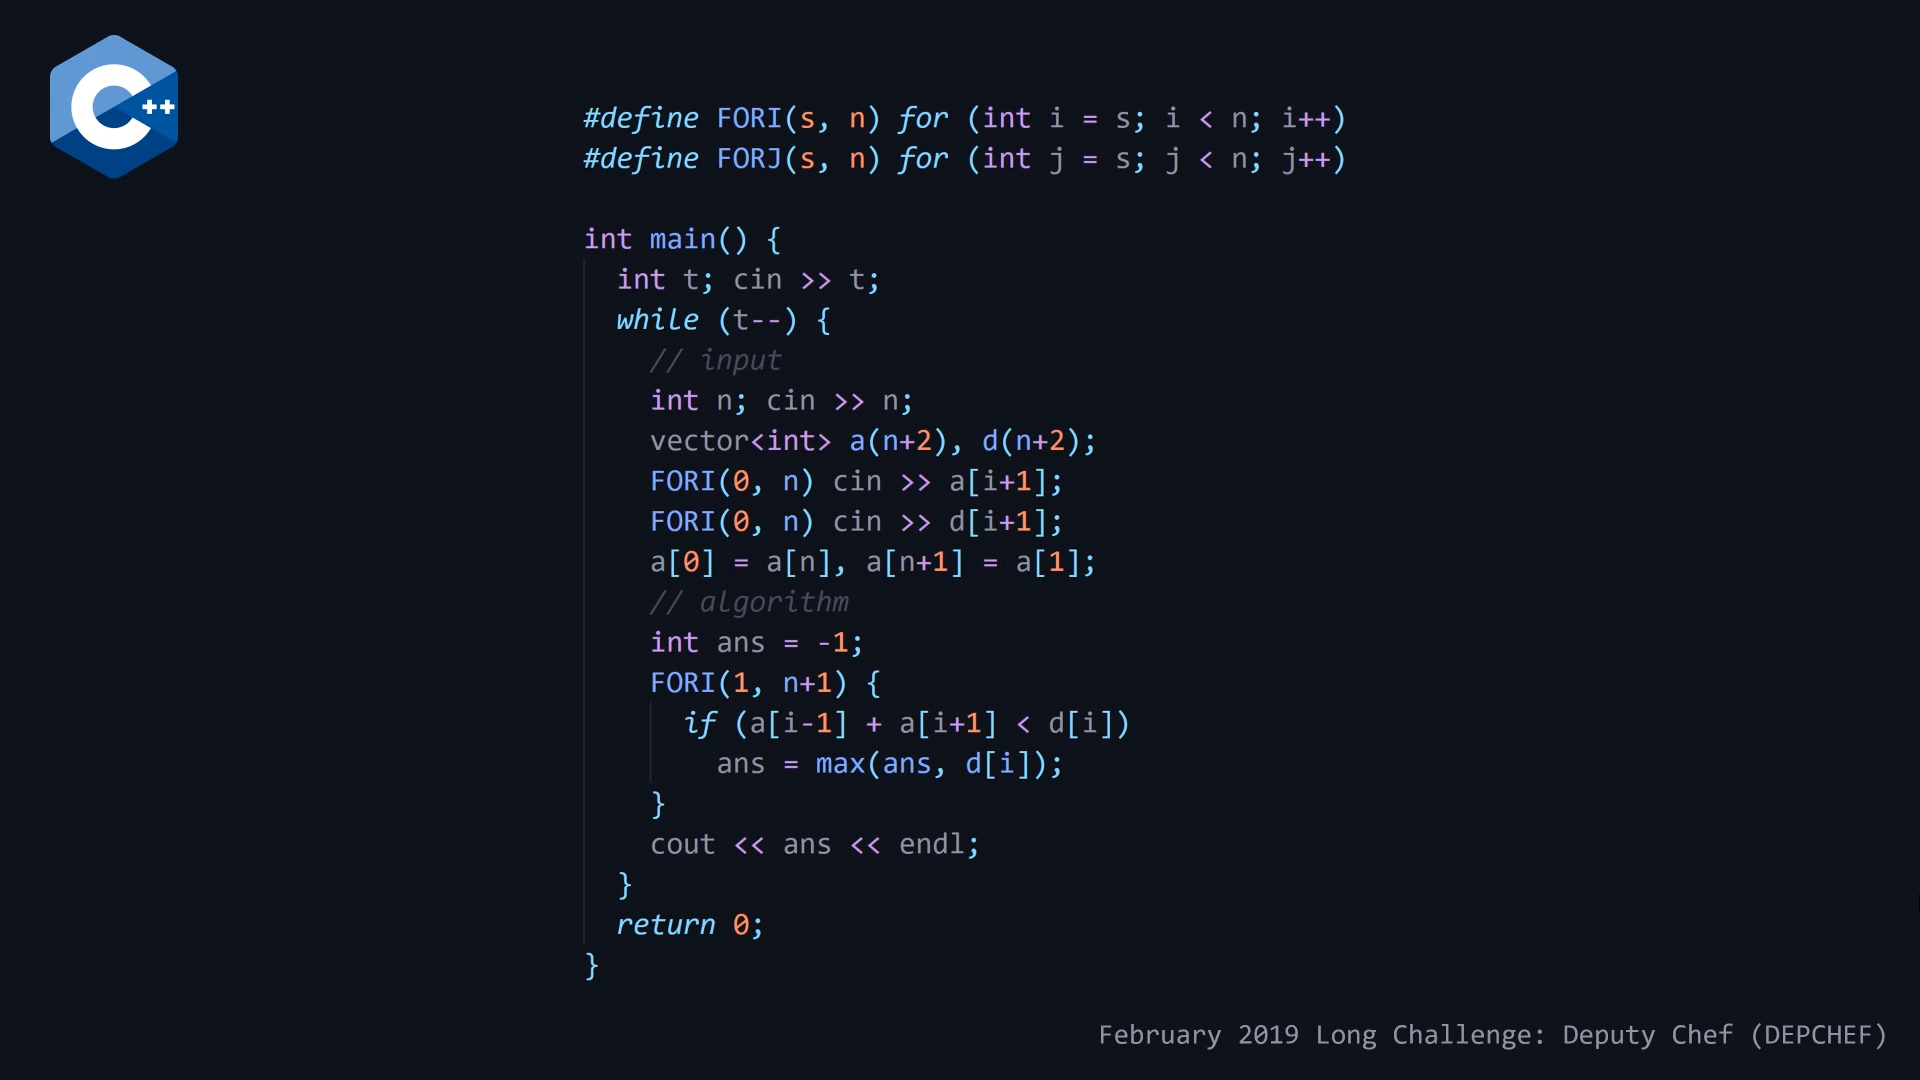 C++
#define FORI(s, n) for (int i = s; i < n; i++)
#define FORJ(s, n) for (int j = s; j < n; j++)
int main() {
  int t; cin >> t;
  while (t--) {
    // input
    int n; cin >> n;
    vector<int> a(n+2), d(n+2);
    FORI(0, n) cin >> a[i+1];
    FORI(0, n) cin >> d[i+1];
    a[0] = a[n], a[n+1] = a[1];
    // algorithm
    int ans = -1;
    FORI(1, n+1) {
      if (a[i-1] + a[i+1] < d[i])
        ans = max(ans, d[i]);
    }
    cout << ans << endl;
  }
  return 0;
}
February 2019 Long Challenge: Deputy Chef (DEPCHEF)